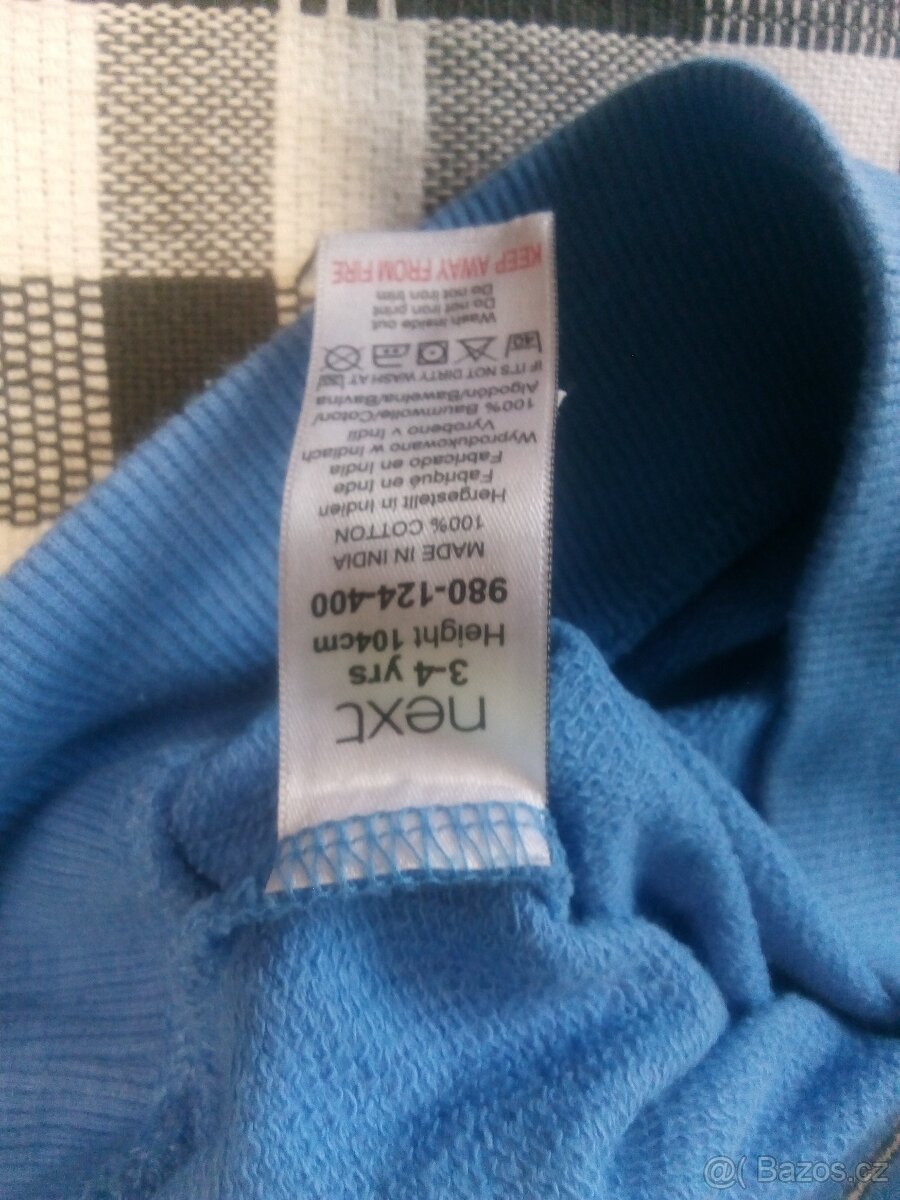 next
3-4 yrs
Height 104cm
980-124-400
MADE IN INDIA
100% COTTON
Hergestellt in Indien
Fabriqué en Inde
Fabricado en India
Wyprodukowano w Indiach
Vyrobeno v Indii
100% Baumwolle/Coton/
Algodón/Bawełna/Bavlna
IF IT'S NOT DIRTY WASH AT 30
40
Wash inside out
Do not iron print
Do not iron trim
KEEP AWAY FROM FIRE
@( Bazos.cz